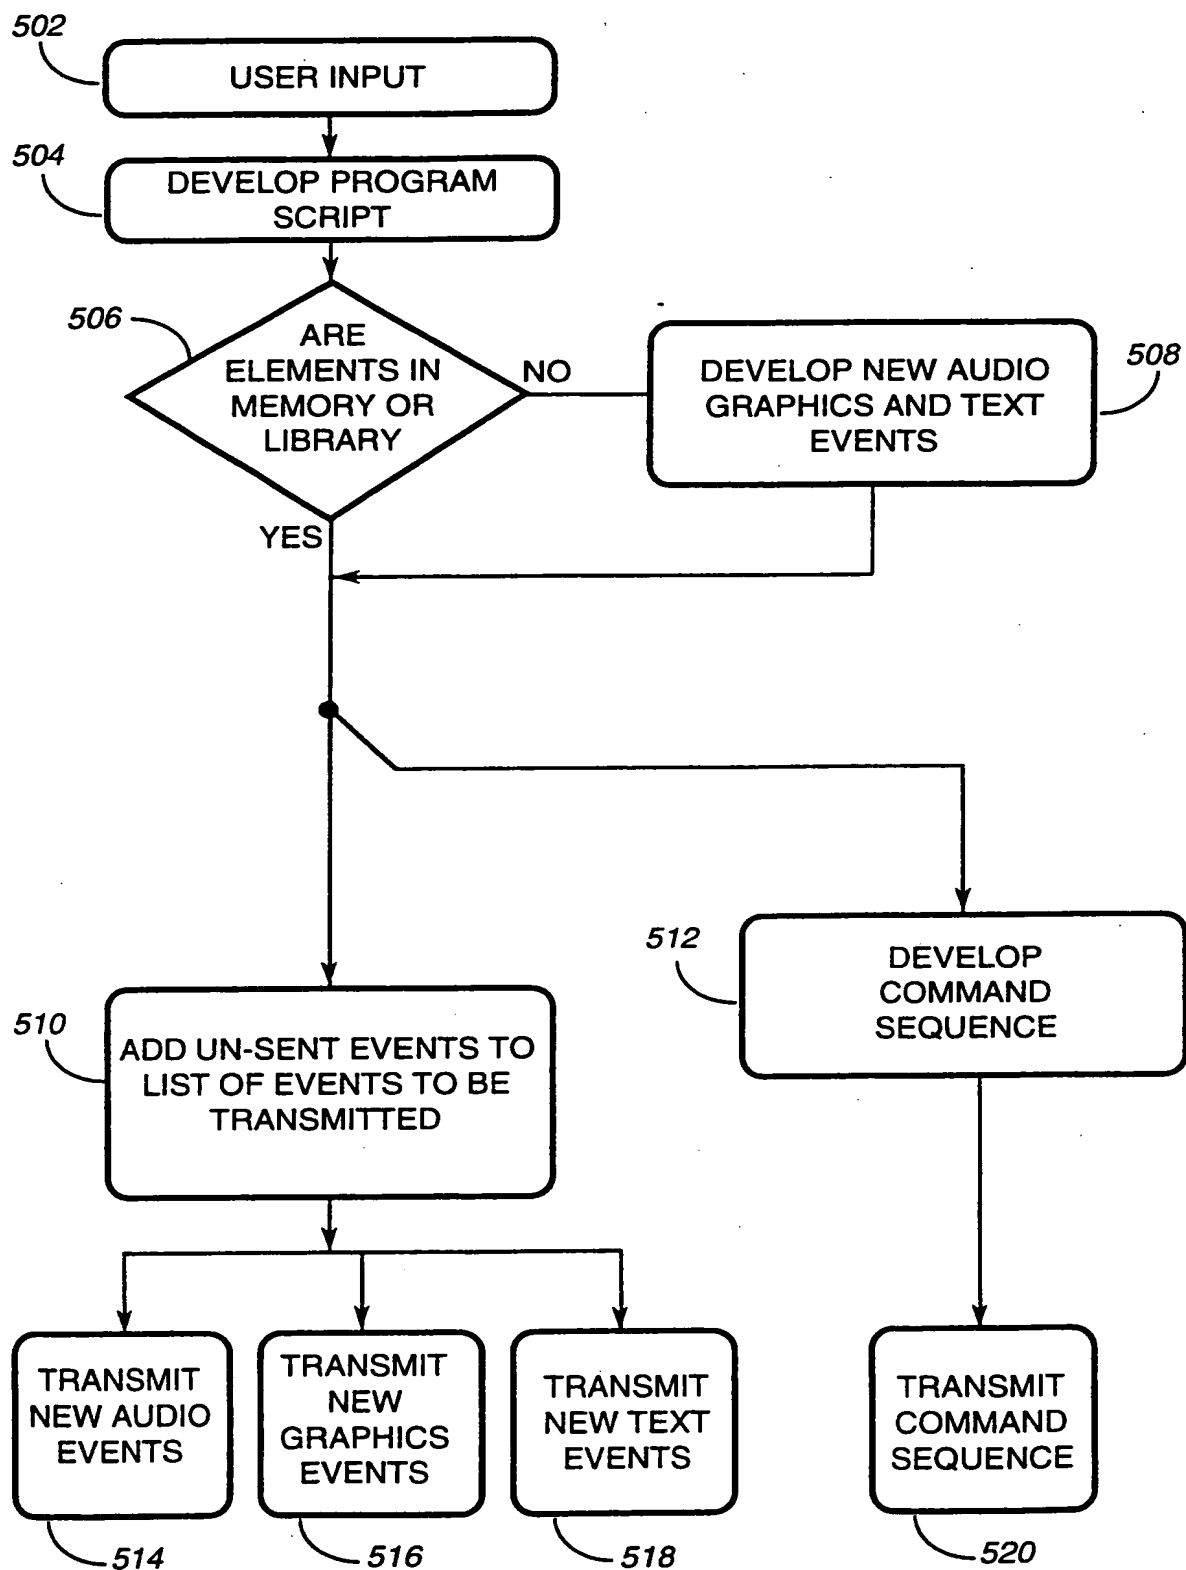 502
USER INPUT
504
DEVELOP PROGRAM
SCRIPT
506
ARE
ELEMENTS IN
MEMORY OR
LIBRARY
NO
DEVELOP NEW AUDIO
GRAPHICS AND TEXT
EVENTS
508
YES
512
DEVELOP
COMMAND
SEQUENCE
510
ADD UN-SENT EVENTS TO
LIST OF EVENTS TO BE
TRANSMITTED
TRANSMIT
NEW AUDIO
EVENTS
TRANSMIT
NEW
GRAPHICS
EVENTS
TRANSMIT
NEW TEXT
EVENTS
TRANSMIT
COMMAND
SEQUENCE
514
516
518
520